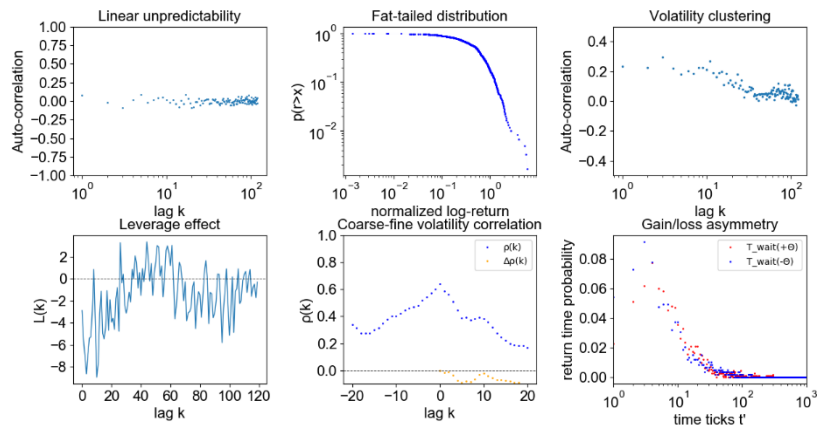 Linear unpredictability
1.00
0.75
0.50
0.25
0.00
-0.25
-0.50
-0.75
-1.00
Auto-correlation
10^0
10^1
10^2
lag k
Fat-tailed distribution
10^0
10^-1
10^-2
p(r>x)
10^-3
10^-2
10^-1
10^0
normalized log-return
Volatility clustering
0.4
0.2
0.0
-0.2
-0.4
Auto-correlation
10^0
10^1
10^2
lag k
Leverage effect
2
0
-2
-4
-6
-8
L(k)
0
20
40
60
80
100
120
lag k
Coarse-fine volatility correlation
ρ(k)
Δρ(k)
1.0
0.8
0.6
0.4
0.2
0.0
ρ(k)
-20
-10
0
10
20
lag k
Gain/loss asymmetry
T_wait(+Θ)
T_wait(-Θ)
0.08
0.06
0.04
0.02
0.00
return time probability
10^0
10^1
10^2
10^3
time ticks t'